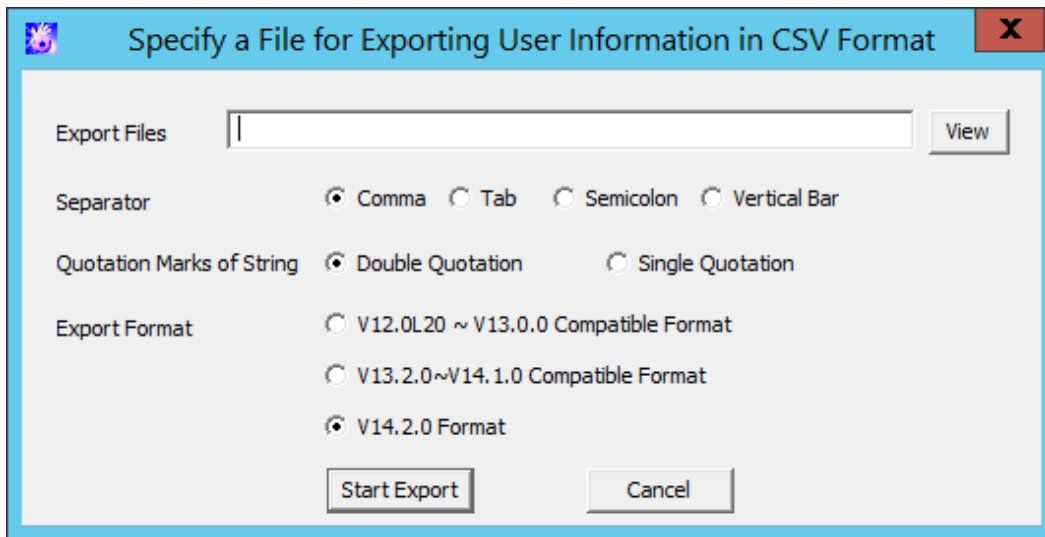 Specify a File for Exporting User Information in CSV Format
X
Export Files View
Separator Comma Tab Semicolon Vertical Bar
Quotation Marks of String Double Quotation Single Quotation
Export Format V12.0L20 ~ V13.0.0 Compatible Format
V13.2.0~V14.1.0 Compatible Format
V14.2.0 Format
Start Export Cancel